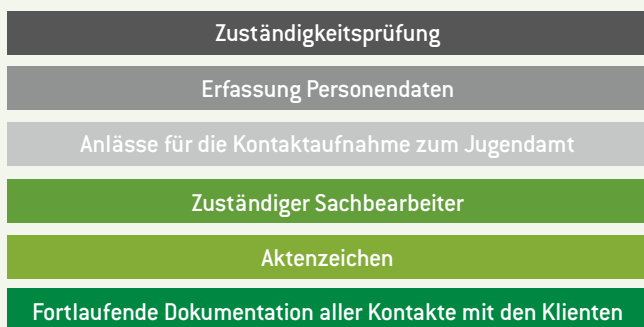 Zuständigkeitsprüfung
Erfassung Personendaten
Anlässe für die Kontaktaufnahme zum Jugendamt
Zuständiger Sachbearbeiter
Aktenzeichen
Fortlaufende Dokumentation aller Kontakte mit den Klienten